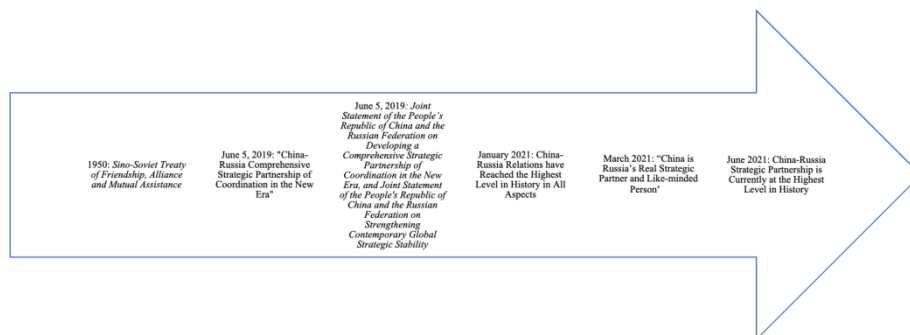 1950: Sino-Soviet Treaty
of Friendship, Alliance
and Mutual Assistance
June 5, 2019: "China-
Russia Comprehensive
Strategic Partnership of
Coordination in the New
Era"
June 5, 2019: Joint
Statement of the People's
Republic of China and the
Russian Federation on
Developing a
Comprehensive Strategic
Partnership of
Coordination in the New
Era, and Joint Statement
of the People's Republic of
China and the Russian
Federation on
Strengthening
Contemporary Global
Strategic Stability
January 2021: China-
Russia Relations have
Reached the Highest
Level in History in All
Aspects
March 2021: "China is
Russia's Real Strategic
Partner and Like-minded
Person"
June 2021: China-Russia
Strategic Partnership is
Currently at the Highest
Level in History